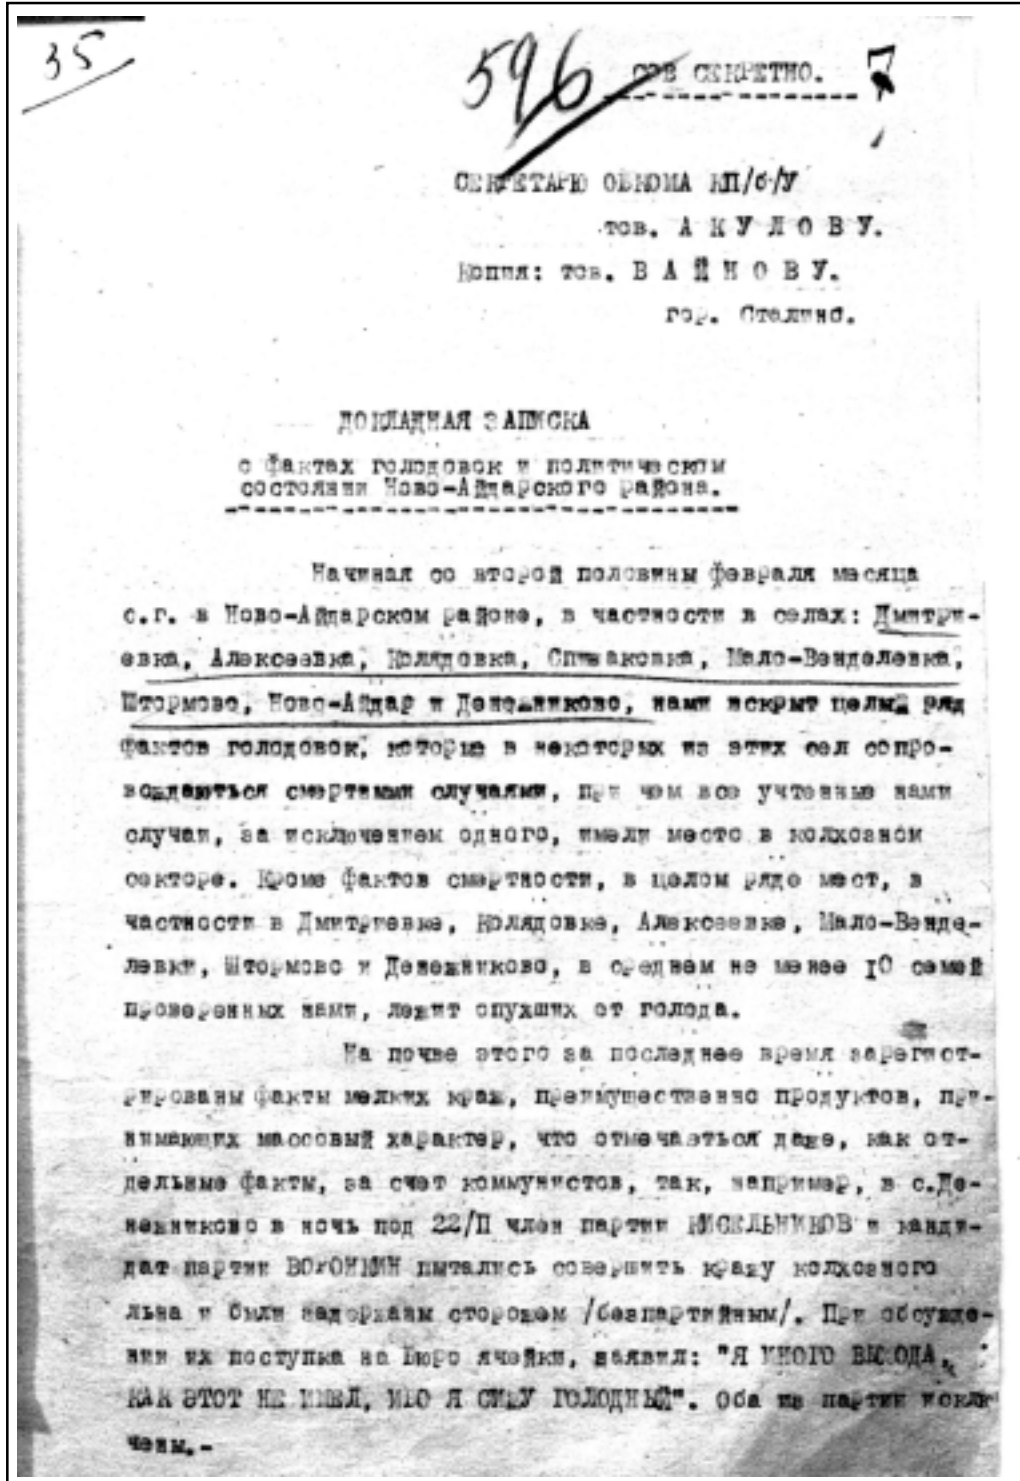 35
596 СОВ СЕКРЕТНО. 7
СЕКРЕТАРЮ ОБКОМА КП/б/У
тов. А К У Л О В У.
Копия: тов. В А Й Н О В У.
гор. Сталино.
ДОКЛАДНАЯ ЗАПИСКА
о фактах голодовок и политическом
состоянии Ново-Айдарского района.
Начиная со второй половины февраля месяца
с.г. в Ново-Айдарском районе, в частности в селах: Дмитри-
евка, Алексеевка, Колядовка, Спиваковка, Мало-Венделевка,
Штормово, Ново-Айдар и Денежниково, нами вскрыт целый ряд
фактов голодовок, которые в некоторых из этих сел сопро-
вождаються смертными случаями, при чем все учтенные нами
случаи, за исключением одного, имели место в колхозном
секторе. Кроме фактов смертности, в целом ряде мест, в
частности в Дмитриевке, Колядовке, Алексеевке, Мало-Венде-
левки, Штормово и Денежниково, в среднем не менее 10 семей
проверенных нами, лежит опухших от голода.
На почве этого за последнее время зарегист-
рированы факты мелких краж, преимущественно продуктов, при-
нимающих массовый характер, что отмечаеться даже, как от-
дельные факты, за счет коммунистов, так, например, в с.Де-
нежниково в ночь под 22/II член партии КИСЕЛЬНИКОВ и канди-
дат партии ВОРОНКИН пытались совершить кражу колхозного
льна и были задержаны сторожем /безпартийным/. При обсужде-
нии их поступка на Бюро ячейки, заявил: "Я ИНОГО ВЫХОДА,
КАК ЭТОТ НЕ ИМЕЛ, ИБО Я СИЖУ ГОЛОДНЫЙ". Оба из партии исклю
чены.-